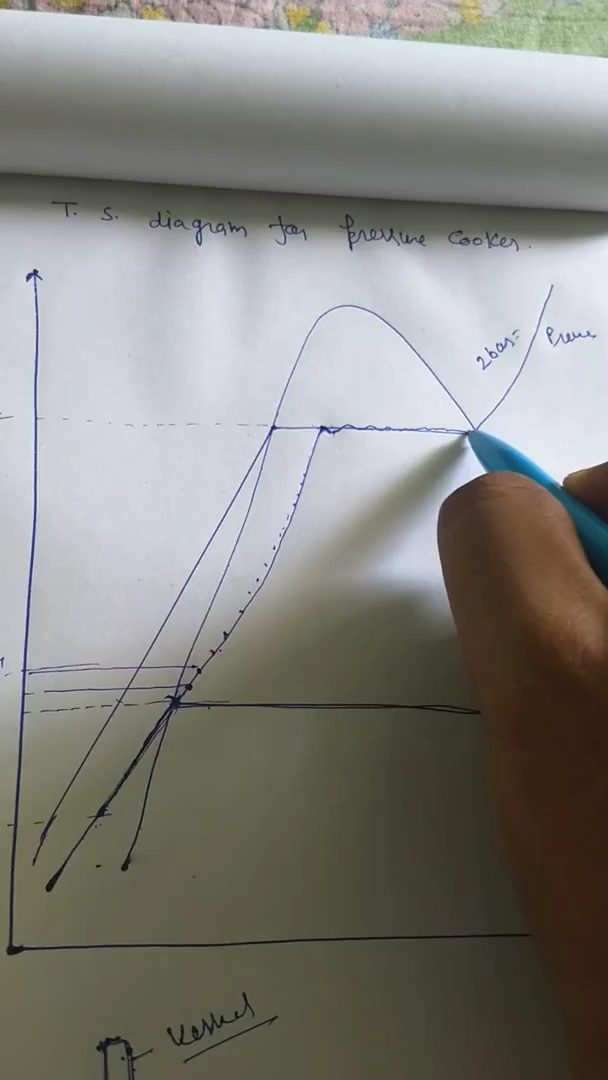 T. S. diagram for Pressure Cooker.
2bar=
Vessel